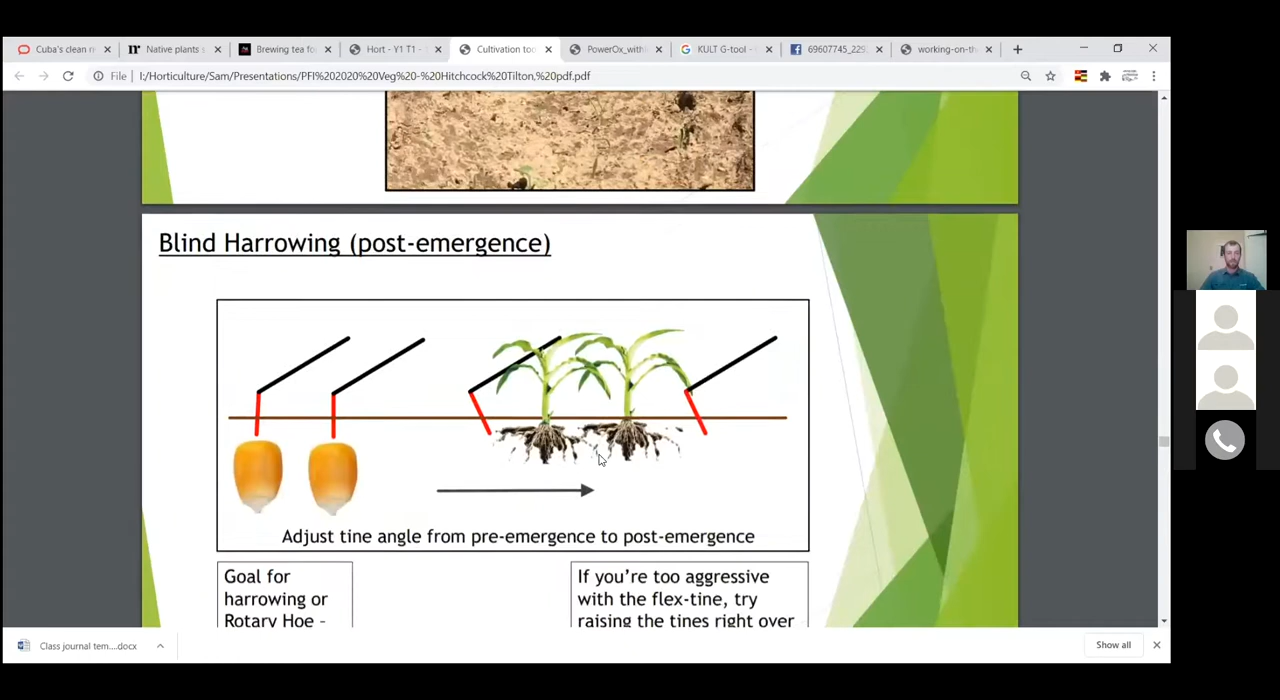 Cuba's clean
Native plants
Brewing tea fo
Hort - Y1 T1 -
Cultivation too
PowerOx_with
KULT G-tool -
69607745_229
working-on-th
File
I:/Horticulture/Sam/Presentations/PFI%202020%20Veg%20-%20Hitchcock%20Tilton,%20pdf.pdf
Blind Harrowing (post-emergence)
Adjust tine angle from pre-emergence to post-emergence
Goal for
harrowing or
Rotary Hoe –
If you're too aggressive
with the flex-tine, try
raising the tines right over
Class journal tem....docx
Show all